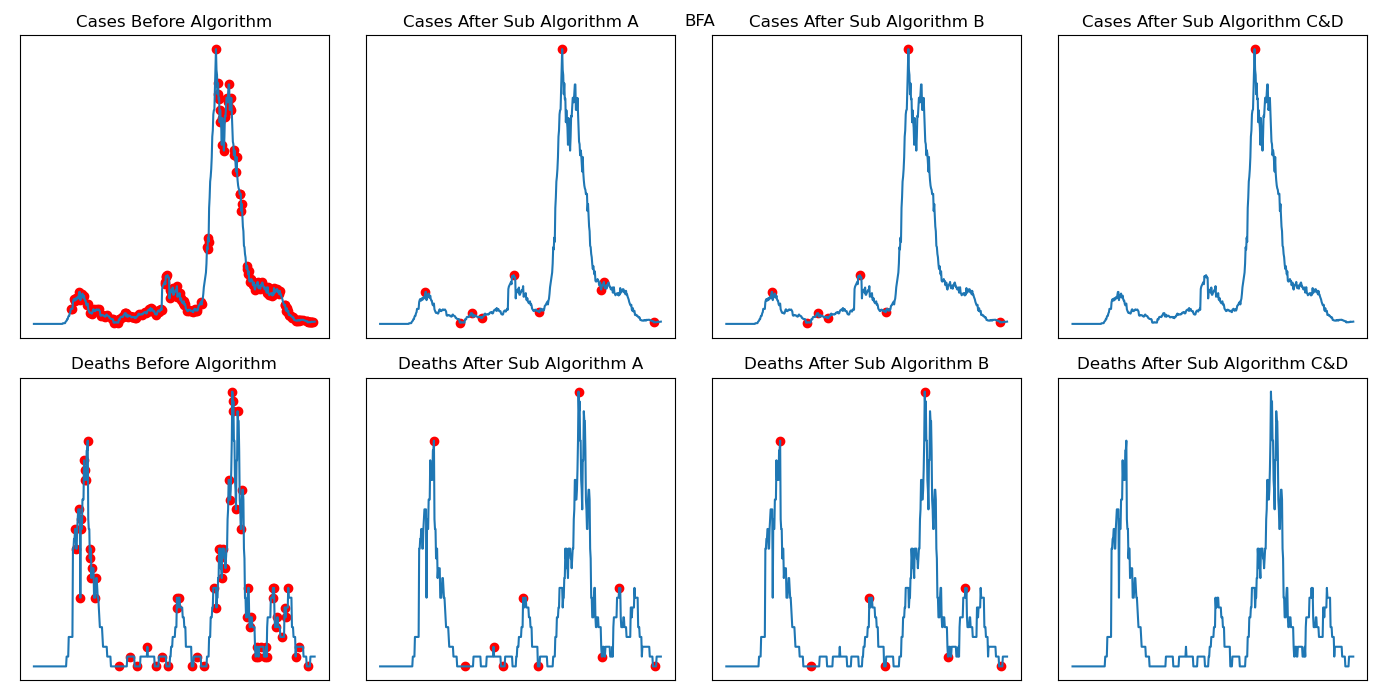 BFA
Cases Before Algorithm
Cases After Sub Algorithm A
Cases After Sub Algorithm B
Cases After Sub Algorithm C&D
Deaths Before Algorithm
Deaths After Sub Algorithm A
Deaths After Sub Algorithm B
Deaths After Sub Algorithm C&D